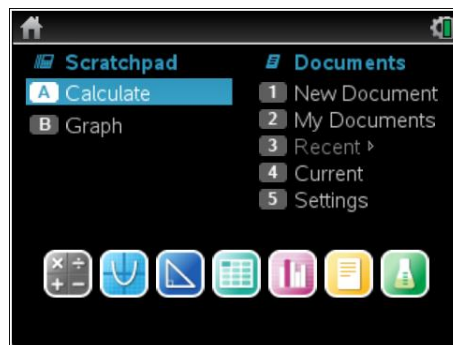 Scratchpad
A Calculate
B Graph
Documents
1 New Document
2 My Documents
3 Recent ▸
4 Current
5 Settings